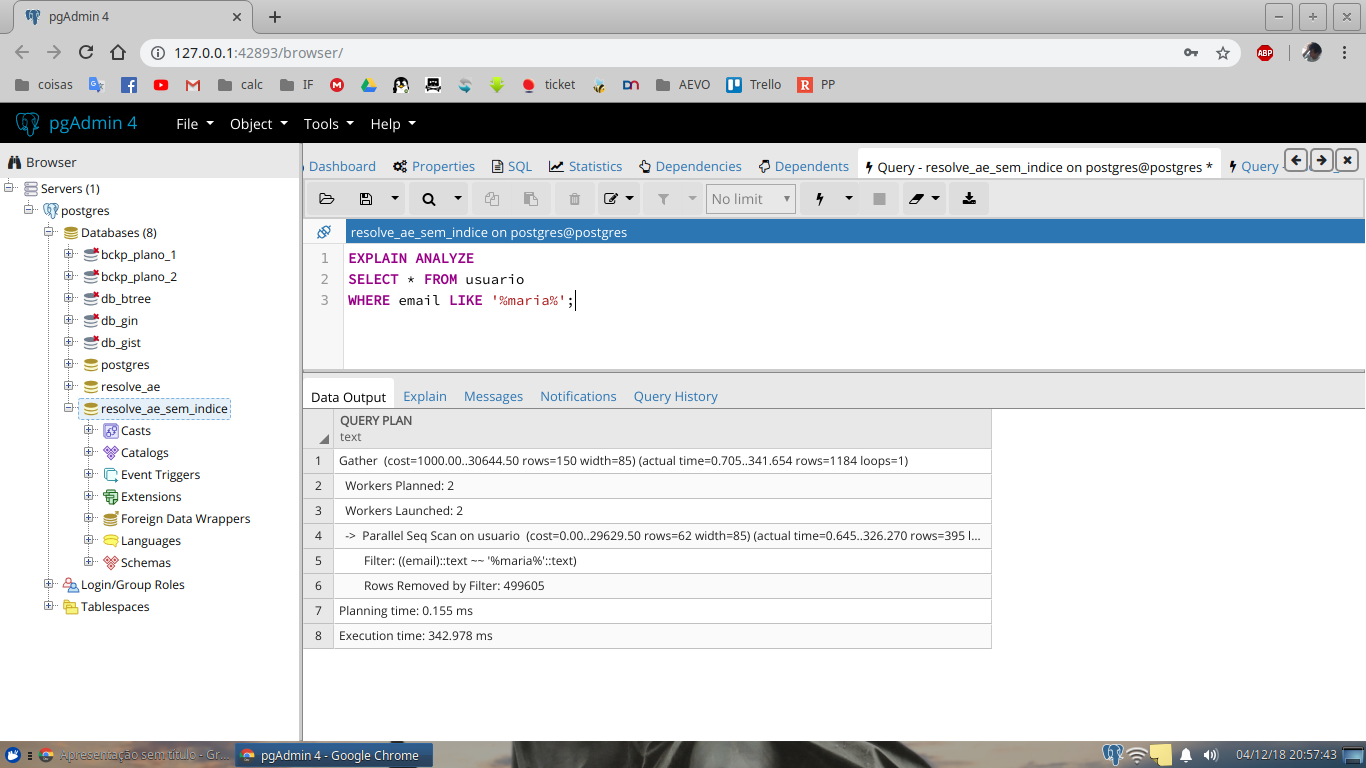 pgAdmin 4
127.0.0.1:42893/browser/
ABP
coisas calc IF ticket AEVO Trello PP
pgAdmin 4 File Object Tools Help
Browser
Servers (1)
postgres
Databases (8)
bckp_plano_1
bckp_plano_2
db_btree
db_gin
db_gist
postgres
resolve_ae
resolve_ae_sem_indice
Casts
Catalogs
Event Triggers
Extensions
Foreign Data Wrappers
Languages
Schemas
Login/Group Roles
Tablespaces
Dashboard Properties SQL Statistics Dependencies Dependents Query - resolve_ae_sem_indice on postgres@postgres * Query -
No limit
resolve_ae_sem_indice on postgres@postgres
1 EXPLAIN ANALYZE
2 SELECT * FROM usuario
3 WHERE email LIKE '%maria%';
Data Output Explain Messages Notifications Query History
QUERY PLAN
text
1 Gather (cost=1000.00..30644.50 rows=150 width=85) (actual time=0.705..341.654 rows=1184 loops=1)
2 Workers Planned: 2
3 Workers Launched: 2
4 -> Parallel Seq Scan on usuario (cost=0.00..29629.50 rows=62 width=85) (actual time=0.645..326.270 rows=395 l...
5 Filter: ((email)::text ~~ '%maria%'::text)
6 Rows Removed by Filter: 499605
7 Planning time: 0.155 ms
8 Execution time: 342.978 ms
Apresentação sem título - Gr... pgAdmin 4 - Google Chrome 04/12/18 20:57:43